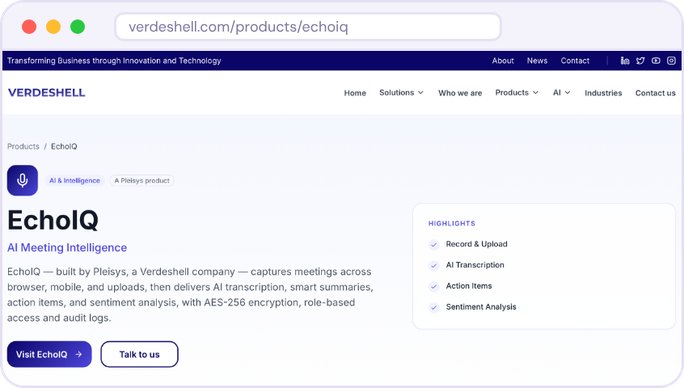 verdeshell.com/products/echoiq
Transforming Business through Innovation and Technology
About News Contact
VERDESHELL
Home Solutions Who we are Products AI Industries Contact us
Products / EchoIQ
AI & Intelligence A Pleisys product
EchoIQ
AI Meeting Intelligence
EchoIQ — built by Pleisys, a Verdeshell company — captures meetings across
browser, mobile, and uploads, then delivers AI transcription, smart summaries,
action items, and sentiment analysis, with AES-256 encryption, role-based
access and audit logs.
Visit EchoIQ → Talk to us
HIGHLIGHTS
Record & Upload
AI Transcription
Action Items
Sentiment Analysis